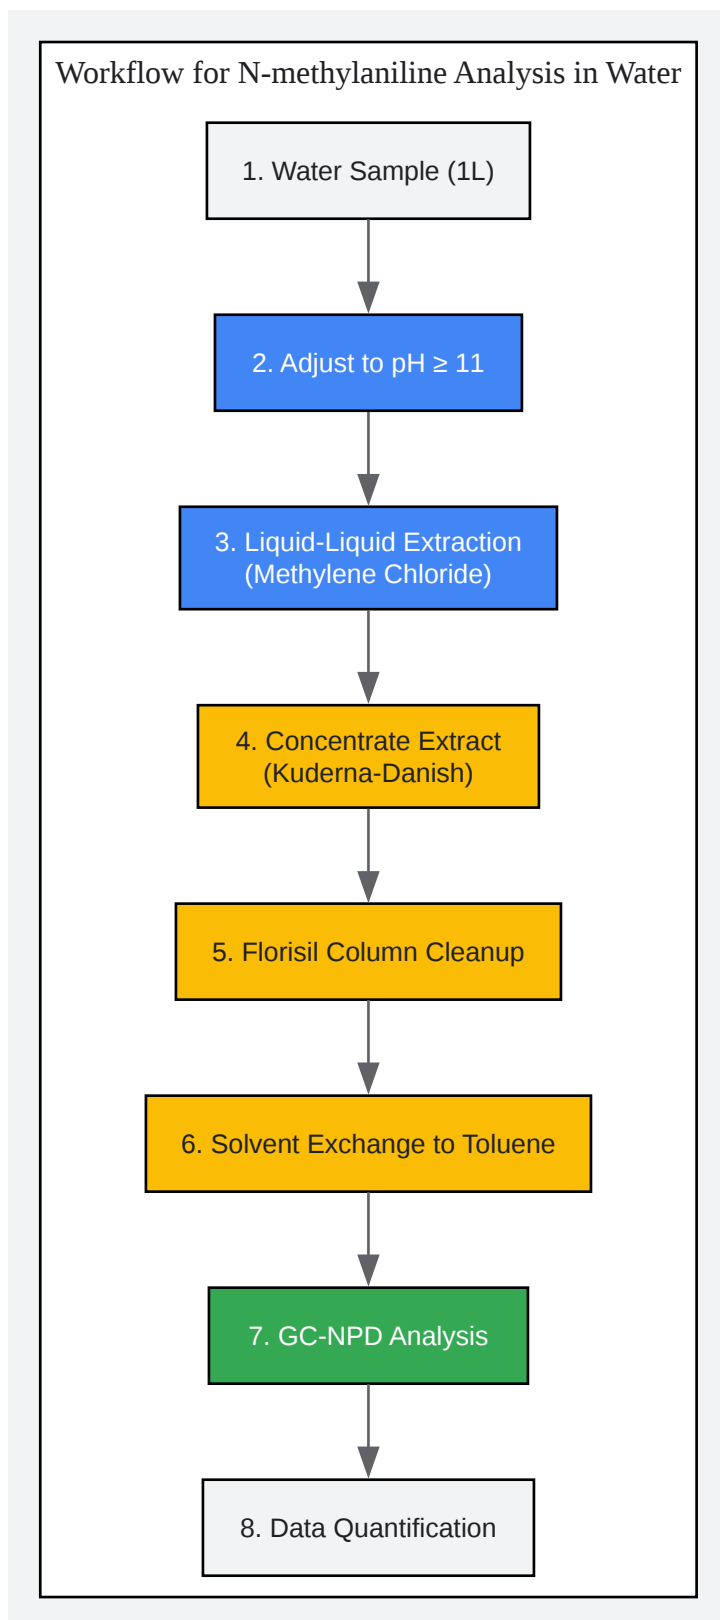 Workflow for N-methylaniline Analysis in Water
1. Water Sample (1L)
2. Adjust to pH ≥ 11
3. Liquid-Liquid Extraction
(Methylene Chloride)
4. Concentrate Extract
(Kuderna-Danish)
5. Florisil Column Cleanup
6. Solvent Exchange to Toluene
7. GC-NPD Analysis
8. Data Quantification